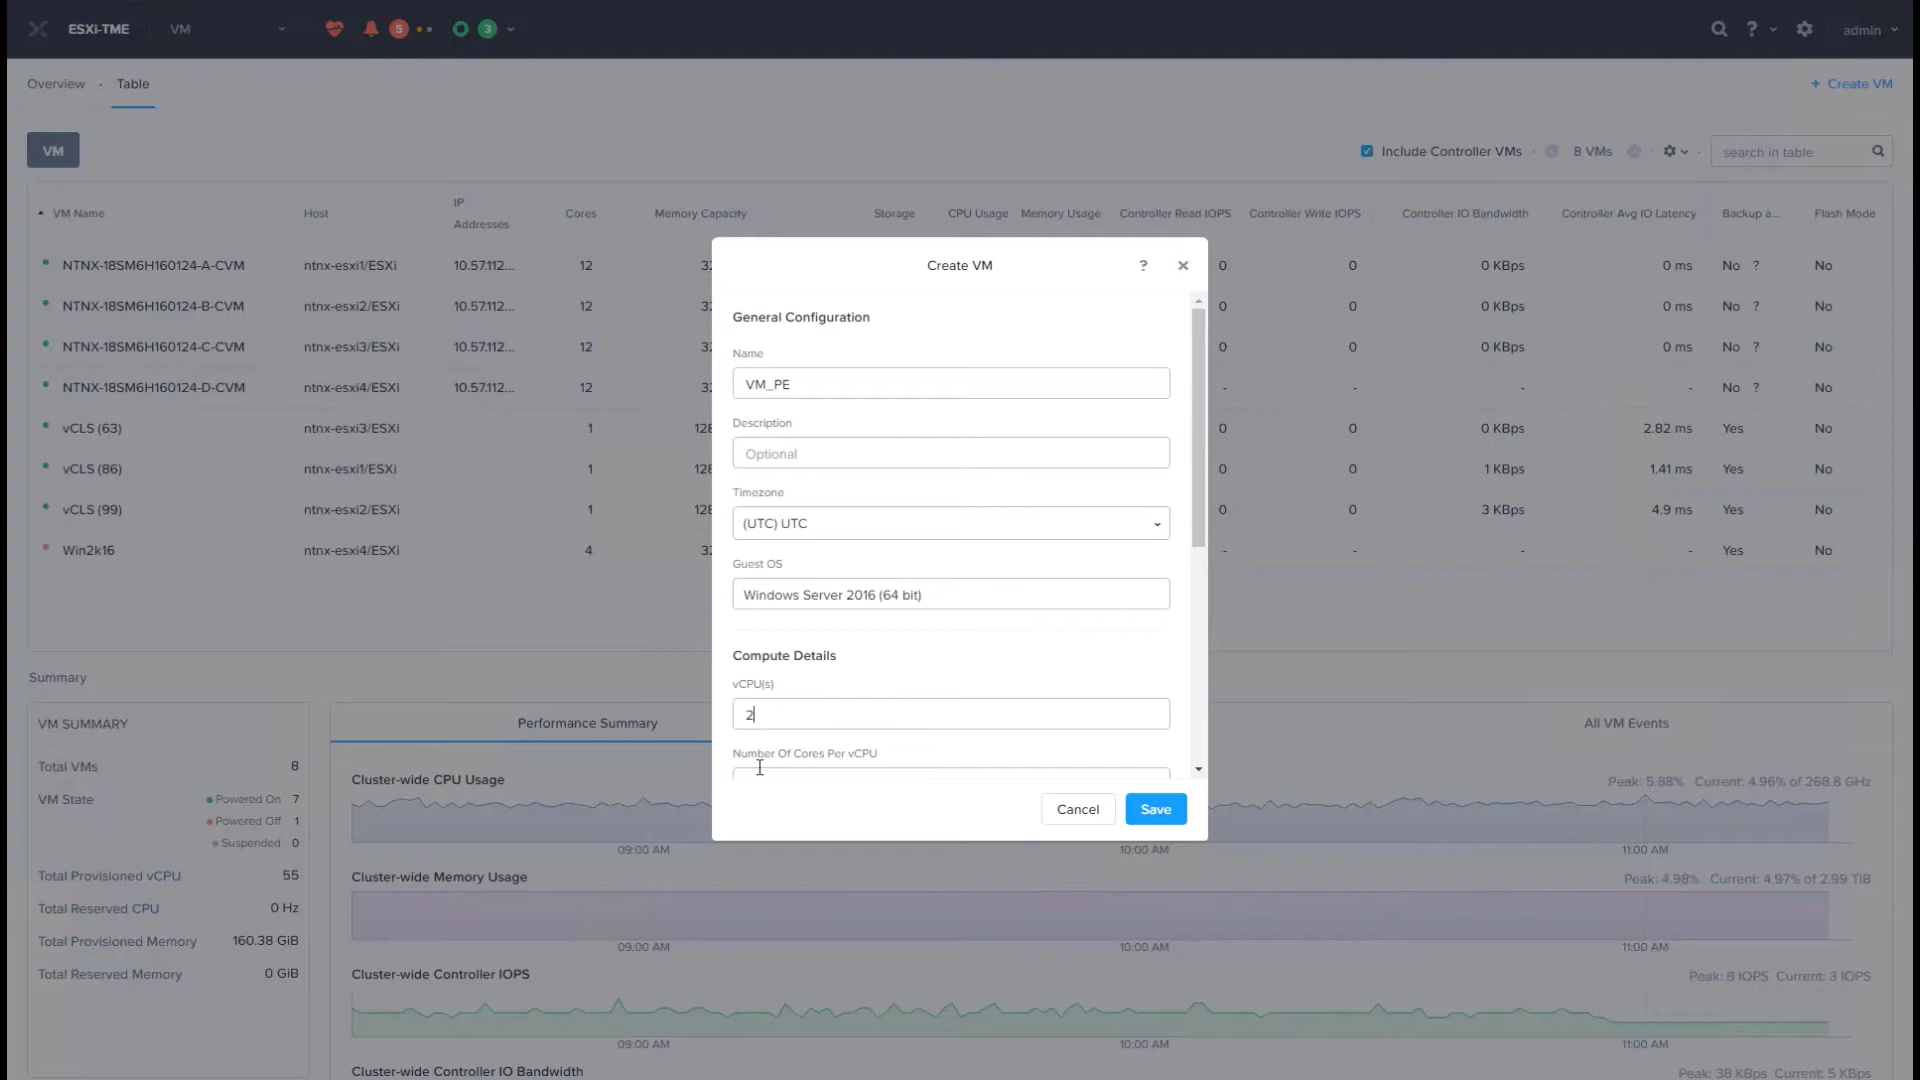 ESXi-TME VM 5 3 ? admin
Overview Table + Create VM
VM Include Controller VMs 8 VMs search in table
VM Name Host IP Addresses Cores Memory Capacity Storage CPU Usage Memory Usage Controller Read IOPS Controller Write IOPS Controller IO Bandwidth Controller Avg IO Latency Backup a... Flash Mode
NTNX-18SM6H160124-A-CVM ntnx-esxi1/ESXi 10.57.112... 12 32 0 0 0 KBps 0 ms No ? No
NTNX-18SM6H160124-B-CVM ntnx-esxi2/ESXi 10.57.112... 12 32 0 0 0 KBps 0 ms No ? No
NTNX-18SM6H160124-C-CVM ntnx-esxi3/ESXi 10.57.112... 12 32 0 0 0 KBps 0 ms No ? No
NTNX-18SM6H160124-D-CVM ntnx-esxi4/ESXi 10.57.112... 12 32 - - - - No ? No
vCLS (63) ntnx-esxi3/ESXi 1 128 0 0 0 KBps 2.82 ms Yes No
vCLS (86) ntnx-esxi1/ESXi 1 128 0 0 1 KBps 1.41 ms Yes No
vCLS (99) ntnx-esxi2/ESXi 1 128 0 0 3 KBps 4.9 ms Yes No
Win2k16 ntnx-esxi4/ESXi 4 32 - - - - Yes No
Create VM ?
General Configuration
Name
VM_PE
Description
Optional
Timezone
(UTC) UTC
Guest OS
Windows Server 2016 (64 bit)
Compute Details
vCPU(s)
2
Number Of Cores Per vCPU
Cancel Save
Summary
VM SUMMARY
Total VMs 8
VM State Powered On 7
Powered Off 1
Suspended 0
Total Provisioned vCPU 55
Total Reserved CPU 0 Hz
Total Provisioned Memory 160.38 GiB
Total Reserved Memory 0 GiB
Performance Summary All VM Events
Cluster-wide CPU Usage Peak: 5.88% Current: 4.96% of 268.8 GHz
09:00 AM 10:00 AM 11:00 AM
Cluster-wide Memory Usage Peak: 4.98% Current: 4.97% of 2.99 TiB
09:00 AM 10:00 AM 11:00 AM
Cluster-wide Controller IOPS Peak: 8 IOPS Current: 3 IOPS
09:00 AM 10:00 AM 11:00 AM
Cluster-wide Controller IO Bandwidth Peak: 38 KBps Current: 5 KBps